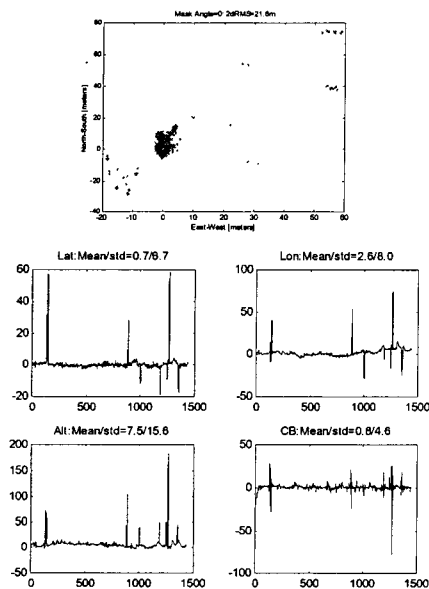 Mask Angle=0: 2dRMS=21.6m
North-South [meters]
80
60
40
20
0
-20
-40
-20 -10 0 10 20 30 40 50 60
East-West [meters]
Lat: Mean/std=0.7/6.7
60
40
20
0
-20
0 500 1000 1500
Lon: Mean/std=2.6/8.0
100
50
0
-50
0 500 1000 1500
Alt: Mean/std=7.5/15.6
200
150
100
50
0
-50
0 500 1000 1500
CB: Mean/std=0.8/4.6
50
0
-50
-100
0 500 1000 1500